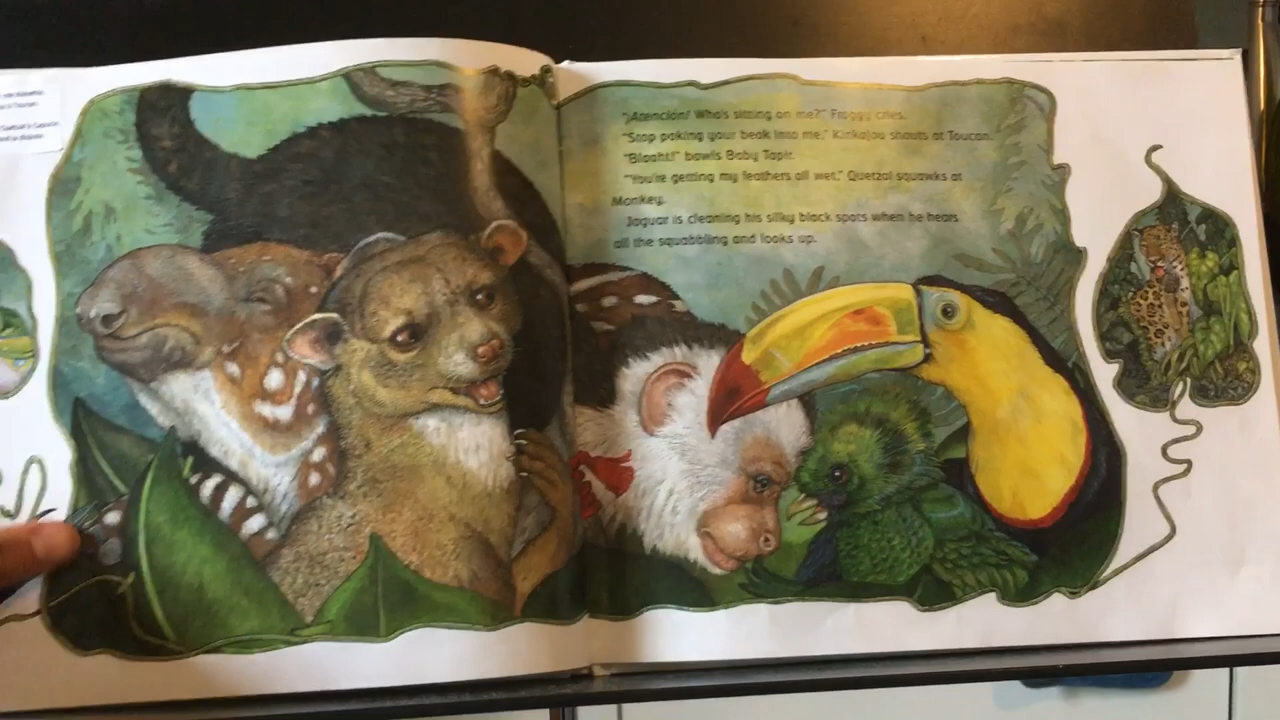 "¡Atención! Who's sitting on me?" Froggy cries.
"Stop poking your beak into me." Kinkajou shouts at Toucan.
"Blaaht!" bawls Baby Tapir.
"You're getting my feathers all wet." Quetzal squawks at
Monkey.
Jaguar is cleaning his silky black spots when he hears
all the squabbling and looks up.